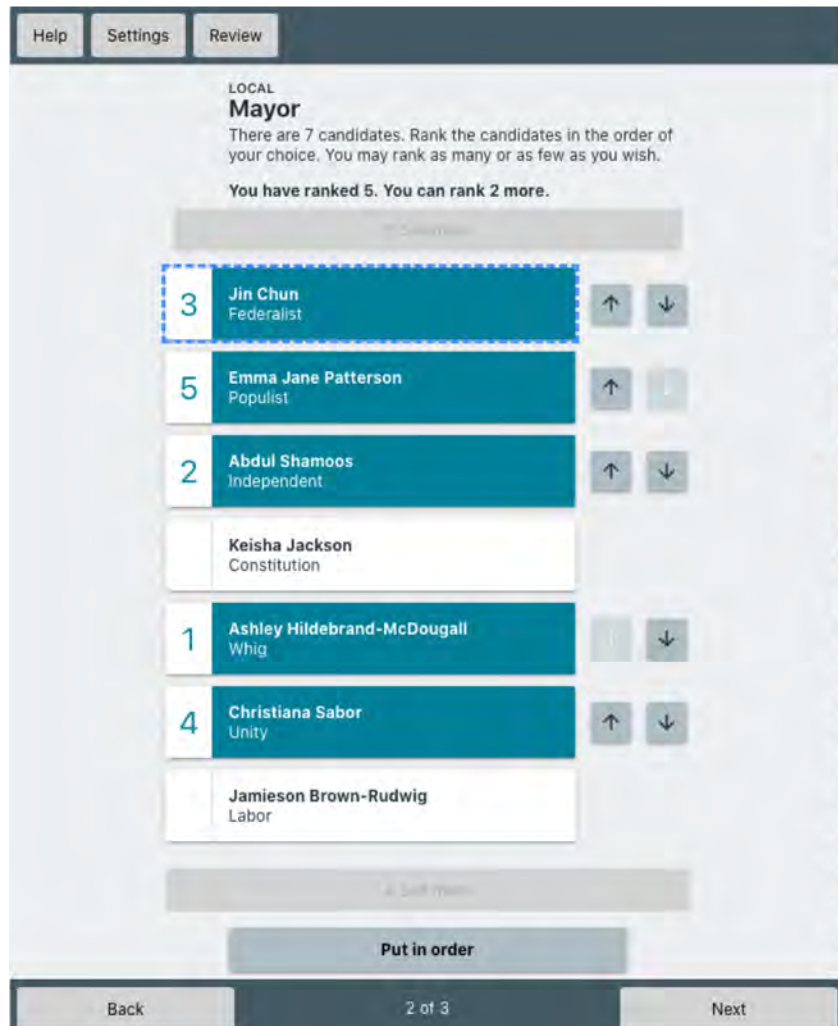 Help Settings Review
LOCAL
Mayor
There are 7 candidates. Rank the candidates in the order of
your choice. You may rank as many or as few as you wish.
You have ranked 5. You can rank 2 more.
3 Jin Chun
Federalist
5 Emma Jane Patterson
Populist
2 Abdul Shamoos
Independent
Keisha Jackson
Constitution
1 Ashley Hildebrand-McDougall
Whig
4 Christiana Sabor
Unity
Jamieson Brown-Rudwig
Labor
Put in order
Back 2 of 3 Next